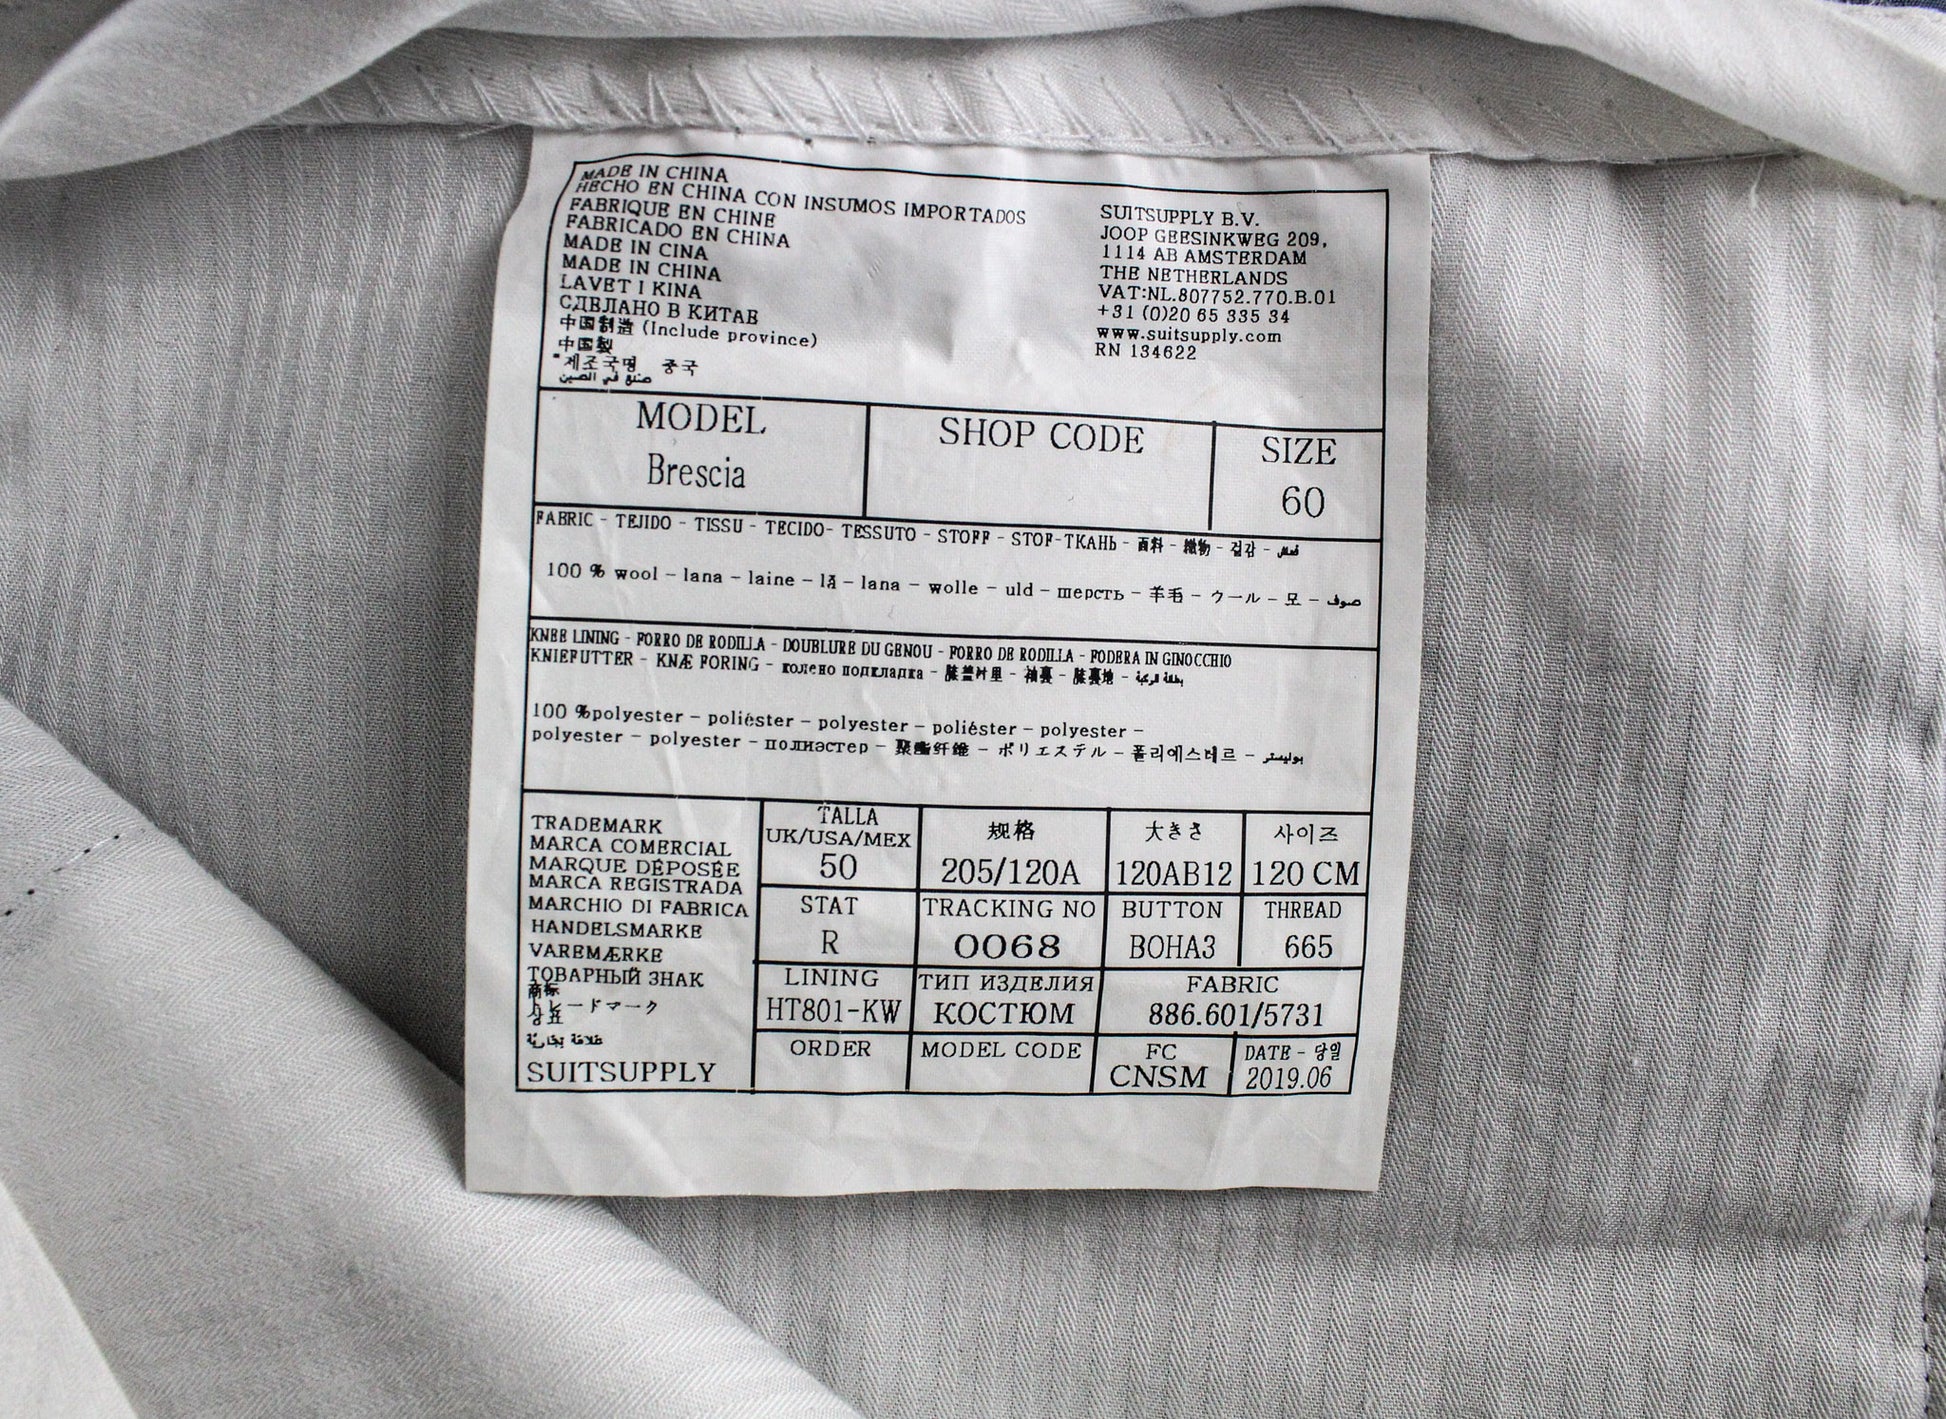 MADE IN CHINA
HECHO EN CHINA CON INSUMOS IMPORTADOS
FABRIQUE EN CHINE
FABRICADO EN CHINA
MADE IN CINA
MADE IN CHINA
LAVET I KINA
СДЕЛАНО В КИТАЕ
中国制造 (Include province)
中国製
제조국명 중국
صنع في الصين
SUITSUPPLY B.V.
JOOP GEESINKWEG 209,
1114 AB AMSTERDAM
THE NETHERLANDS
VAT:NL.807752.770.B.01
+31 (0)20 65 335 34
www.suitsupply.com
RN 134622
MODEL
Brescia
SHOP CODE
SIZE
60
FABRIC - TEJIDO - TISSU - TECIDO- TESSUTO - STOFF - STOF-ТКАНЬ - 面料 - 織物 - 겉감 -
100 % wool - lana - laine - lã - lana - wolle - uld - шерсть - 羊毛 - ウール - 모 - صوف
KNEE LINING - FORRO DE RODILLA - DOUBLURE DU GENOU - FORRO DE RODILLA - FODERA IN GINOCCHIO
KNIEFUTTER - KNÆ FORING - колено подкладка -
100 %polyester - poliéster - polyester - poliéster - polyester -
polyester - polyester - полиэстер - 聚酯纤维 - ポリエステル - 폴리에스테르 - بوليستر
TRADEMARK
MARCA COMERCIAL
MARQUE DÉPOSÉE
MARCA REGISTRADA
MARCHIO DI FABRICA
HANDELSMARKE
VAREMÆRKE
ТОВАРНЫЙ ЗНАК
商标
トレードマーク
상표
علامة تجارية
SUITSUPPLY
TALLA
UK/USA/MEX
50
规格
205/120A
大きさ
120AB12
사이즈
120 CM
STAT
R
TRACKING NO
0068
BUTTON
BOHA3
THREAD
665
LINING
HT801-KW
ТИП ИЗДЕЛИЯ
КОСТЮМ
FABRIC
886.601/5731
ORDER
MODEL CODE
FC
CNSM
DATE - 당일
2019.06